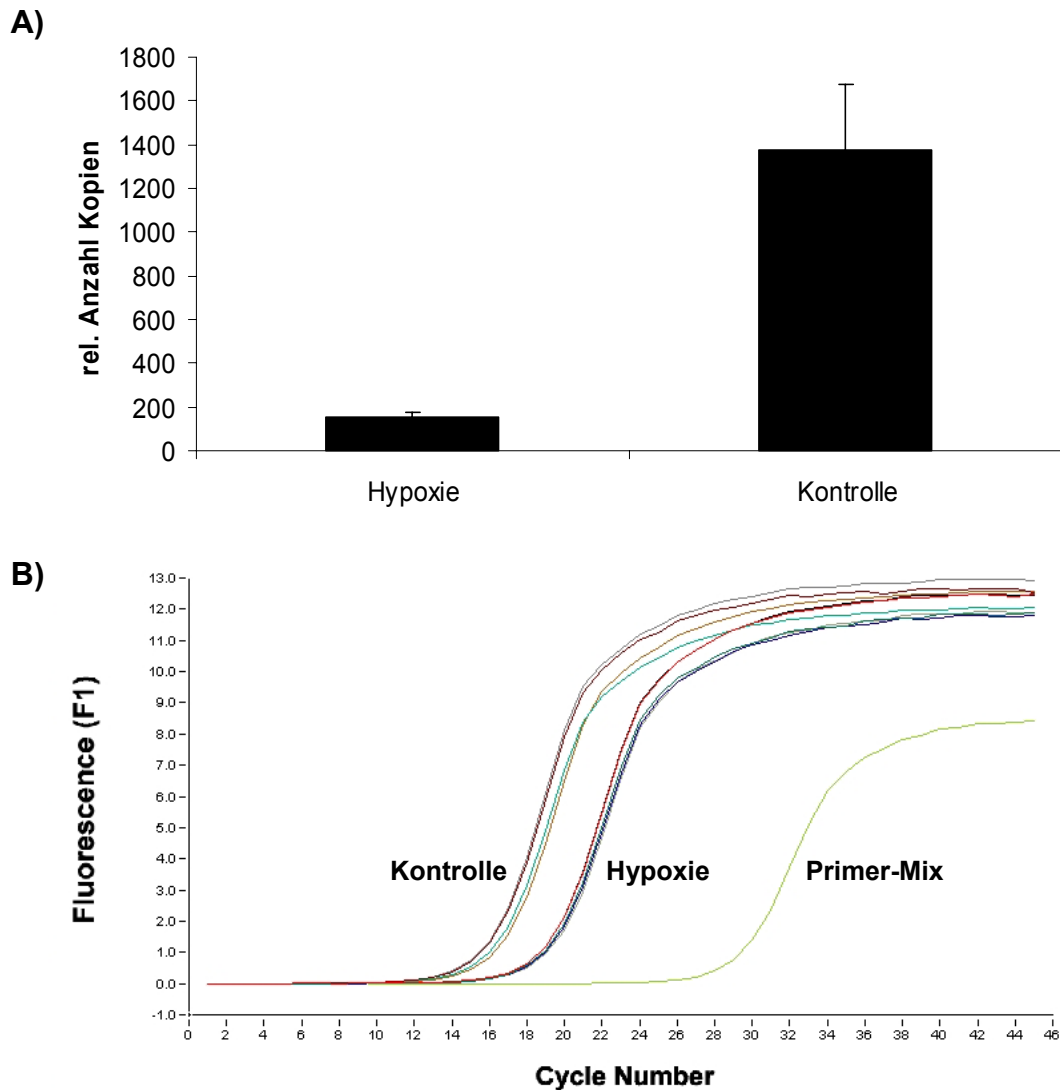 A)
rel. Anzahl Kopien
1800
1600
1400
1200
1000
800
600
400
200
0
Hypoxie
Kontrolle
B)
Fluorescence (F1)
13.0
12.0
11.0
10.0
9.0
8.0
7.0
6.0
5.0
4.0
3.0
2.0
1.0
0.0
-1.0
Kontrolle
Hypoxie
Primer-Mix
0 2 4 6 8 10 12 14 16 18 20 22 24 26 28 30 32 34 36 38 40 42 44 46
Cycle Number